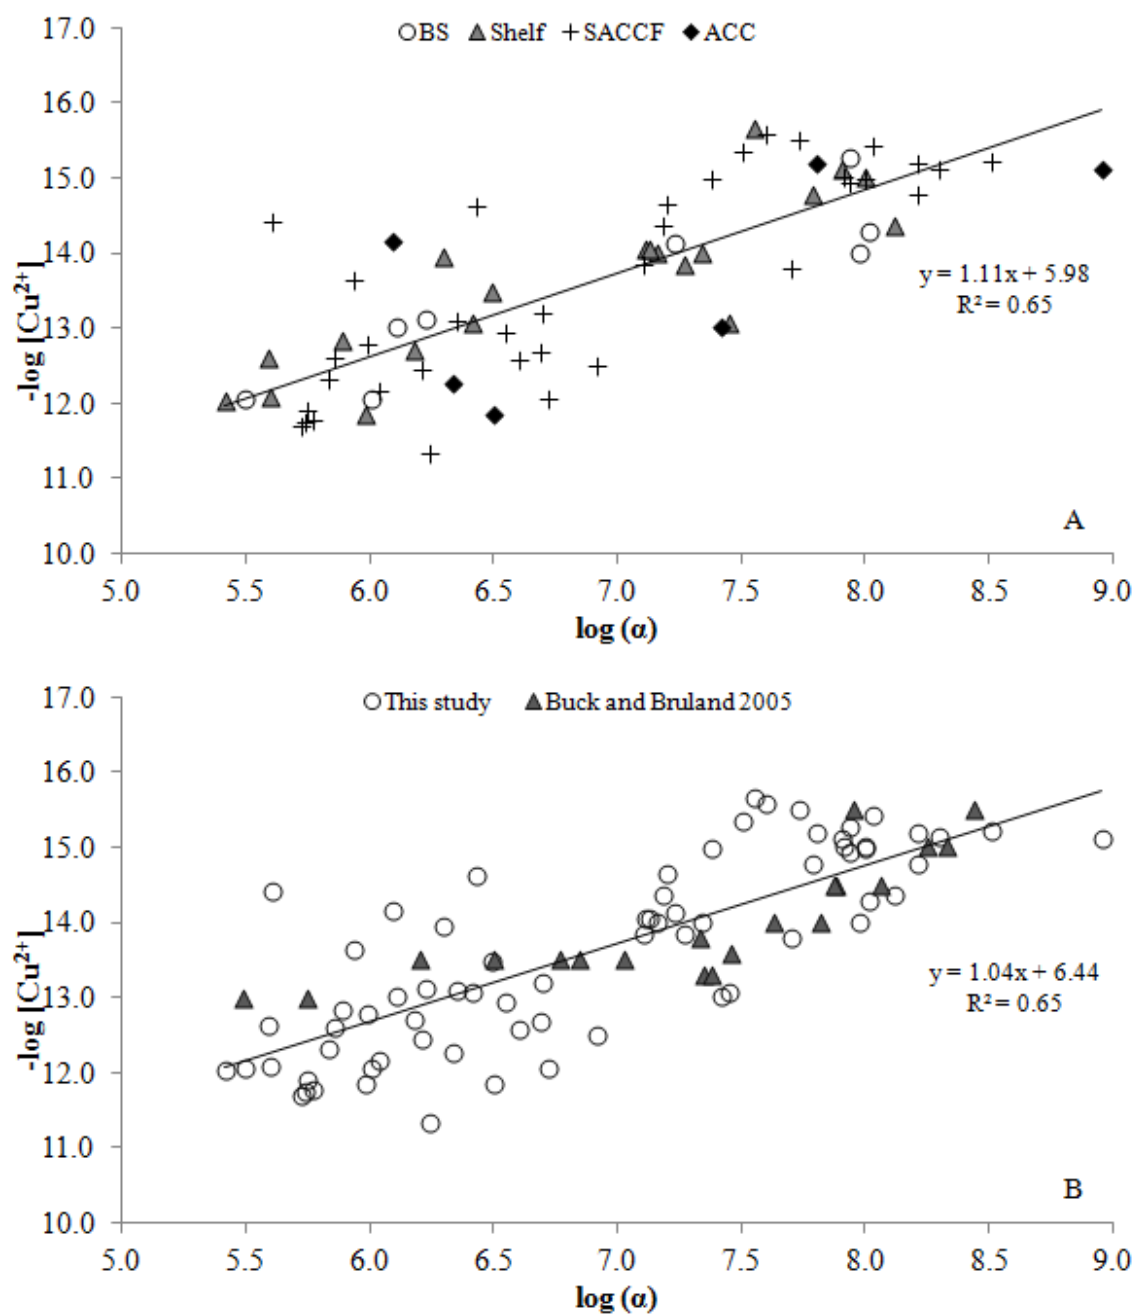 17.0
BS Shelf SACCF ACC
16.0
15.0
14.0
13.0
12.0
11.0
10.0
-log [Cu²⁺]
y = 1.11x + 5.98
R² = 0.65
A
5.0 5.5 6.0 6.5 7.0 7.5 8.0 8.5 9.0
log (α)
17.0
This study Buck and Bruland 2005
16.0
15.0
14.0
13.0
12.0
11.0
10.0
-log [Cu²⁺]
y = 1.04x + 6.44
R² = 0.65
B
5.0 5.5 6.0 6.5 7.0 7.5 8.0 8.5 9.0
log (α)